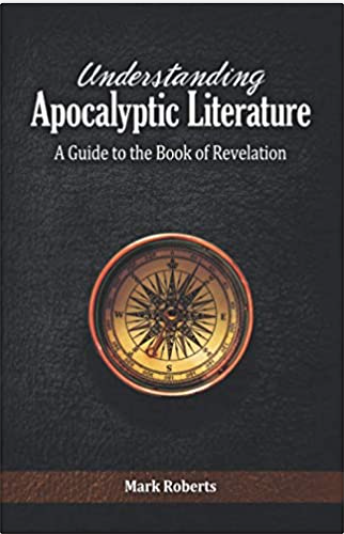 Understanding
Apocalyptic Literature
A Guide to the Book of Revelation
W
E
S
Mark Roberts